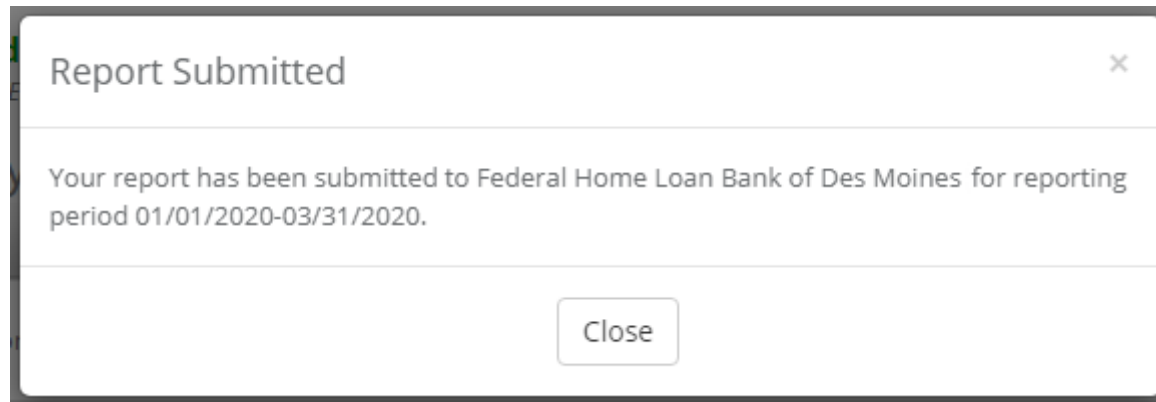 Report Submitted ×
Your report has been submitted to Federal Home Loan Bank of Des Moines for reporting
period 01/01/2020-03/31/2020.
Close